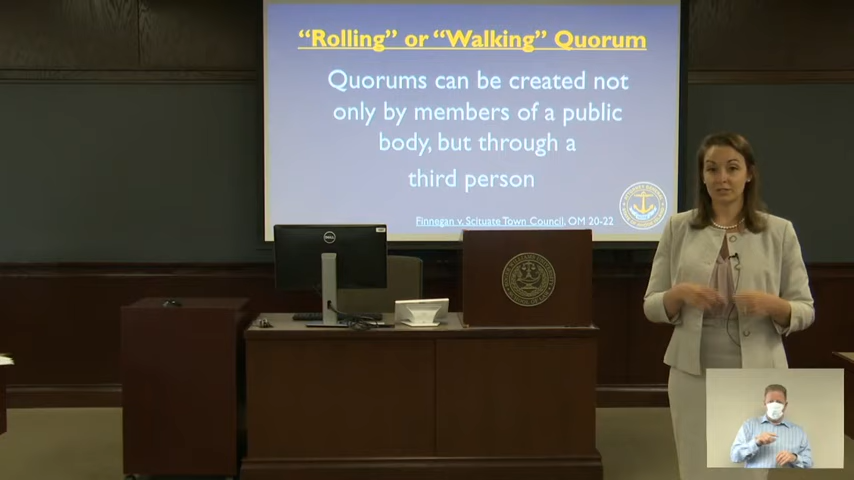 “Rolling” or “Walking” Quorum
Quorums can be created not
only by members of a public
body, but through a
third person
Finnegan v. Scituate Town Council, OM 20-22
DELL